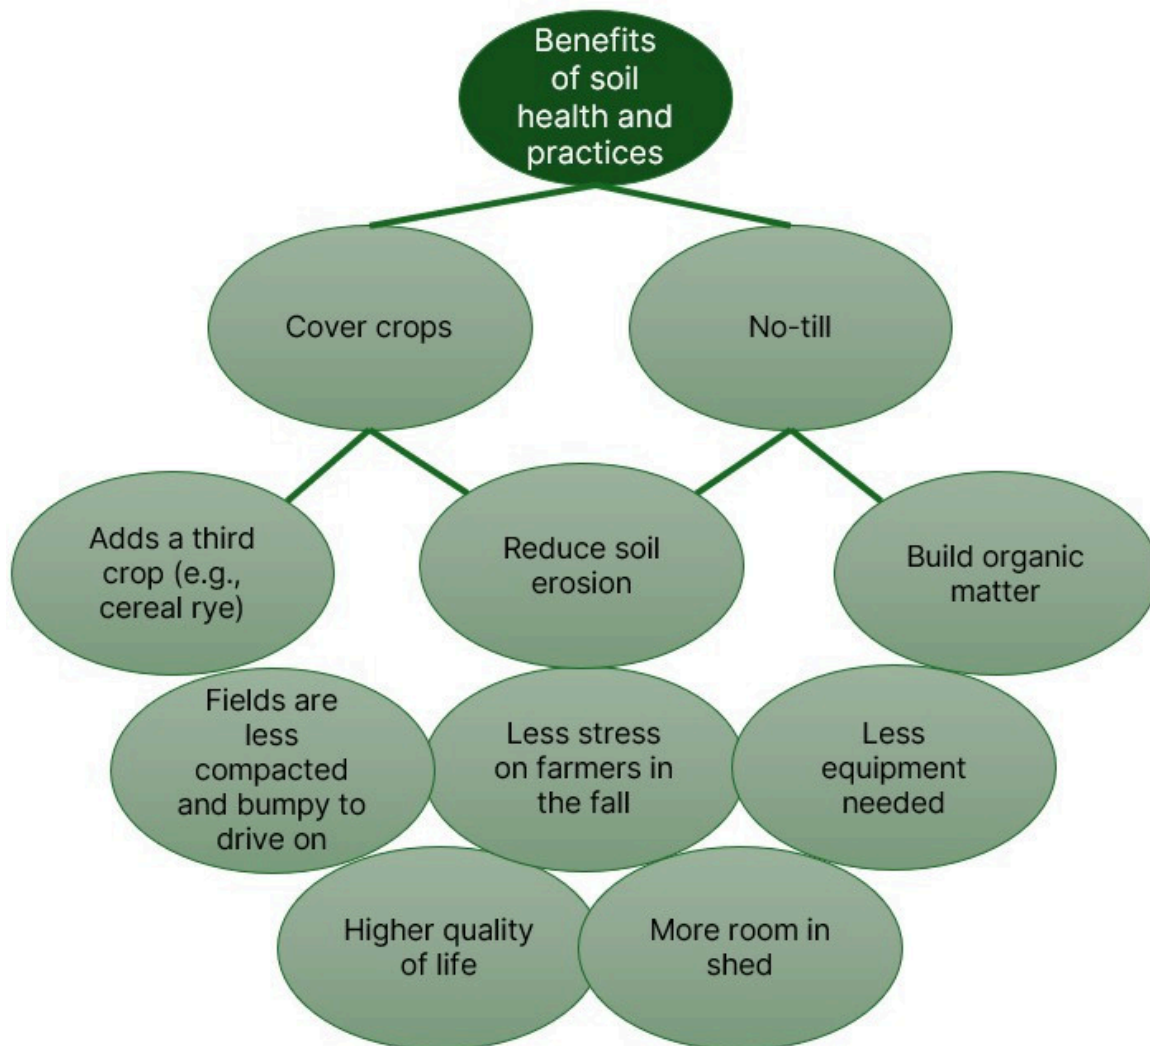 Benefits
of soil
health and
practices
Cover crops
No-till
Adds a third
crop (e.g.,
cereal rye)
Reduce soil
erosion
Build organic
matter
Fields are
less
compacted
and bumpy to
drive on
Less stress
on farmers in
the fall
Less
equipment
needed
Higher quality
of life
More room in
shed